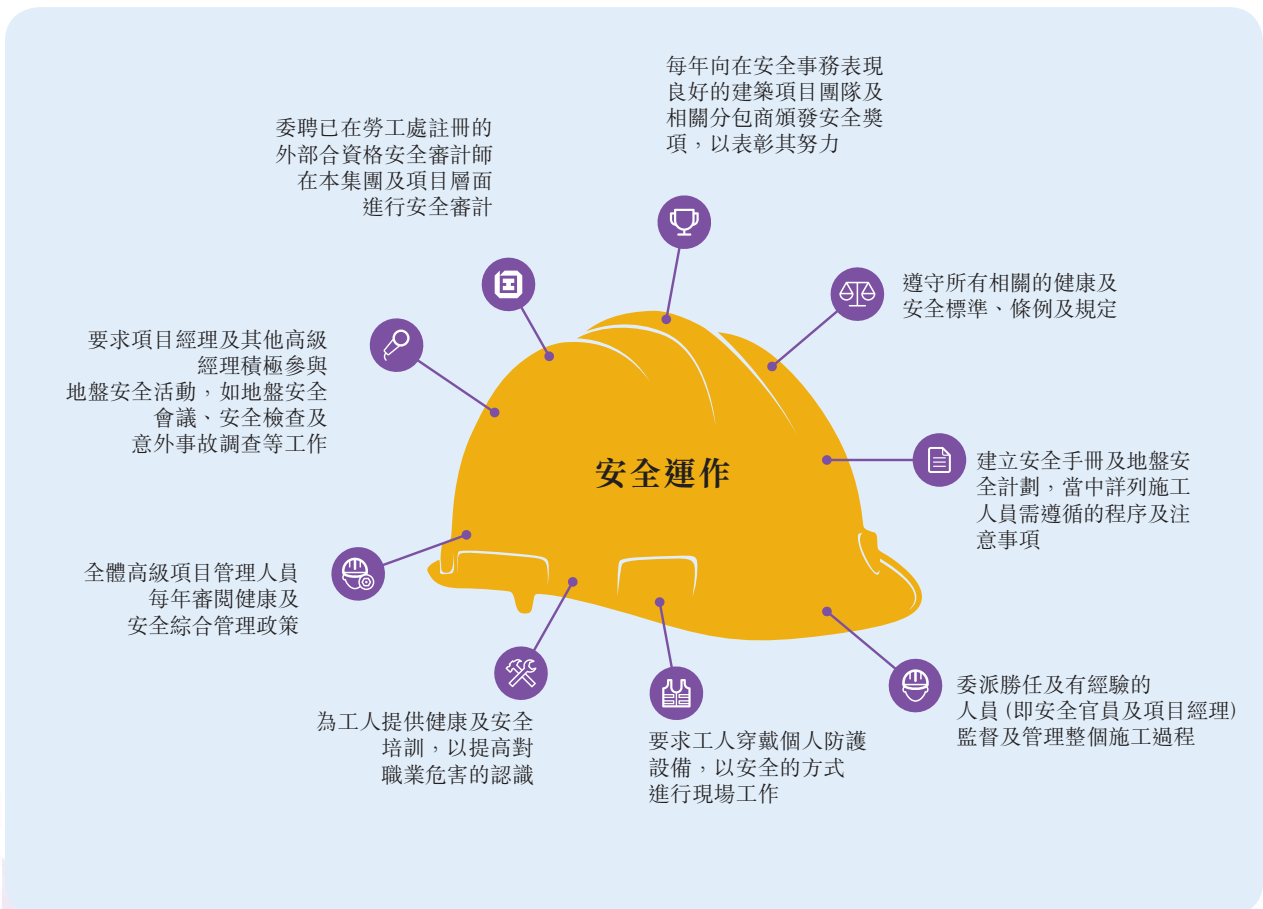 每年向在安全事務表現
良好的建築項目團隊及
相關分包商頒發安全獎
項，以表彰其努力
委聘已在勞工處註冊的
外部合資格安全審計師
在本集團及項目層面
進行安全審計
遵守所有相關的健康及
安全標準、條例及規定
要求項目經理及其他高級
經理積極參與
地盤安全活動，如地盤安全
會議、安全檢查及
意外事故調查等工作
安全運作
建立安全手冊及地盤安
全計劃，當中詳列施工
人員需遵循的程序及注
意事項
全體高級項目管理人員
每年審閱健康及
安全綜合管理政策
委派勝任及有經驗的
人員(即安全官員及項目經理)
監督及管理整個施工過程
為工人提供健康及安全
培訓，以提高對
職業危害的認識
要求工人穿戴個人防護
設備，以安全的方式
進行現場工作